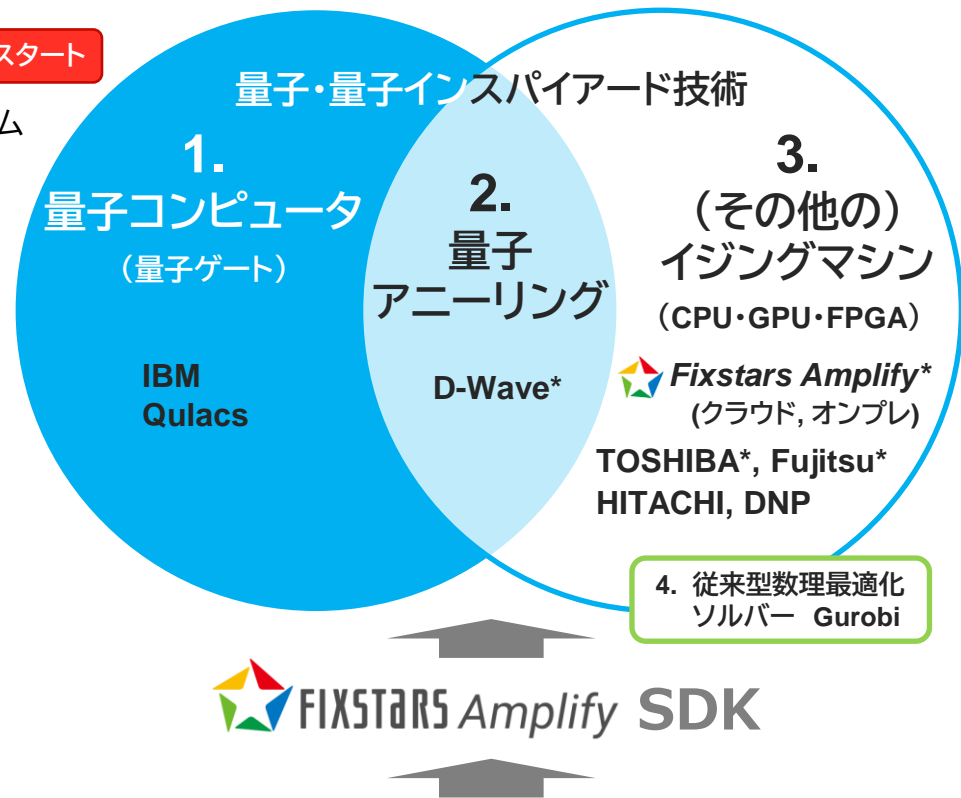 スタート
ム
量子・量子インスパイアード技術
1.
量子コンピュータ
（量子ゲート）
IBM
Qulacs
2.
量子
アニーリング
D-Wave*
3.
（その他の）
イジングマシン
（CPU・GPU・FPGA）
Fixstars Amplify*
(クラウド, オンプレ)
TOSHIBA*, Fujitsu*
HITACHI, DNP
4. 従来型数理最適化
ソルバー Gurobi
FIXSTARS Amplify SDK